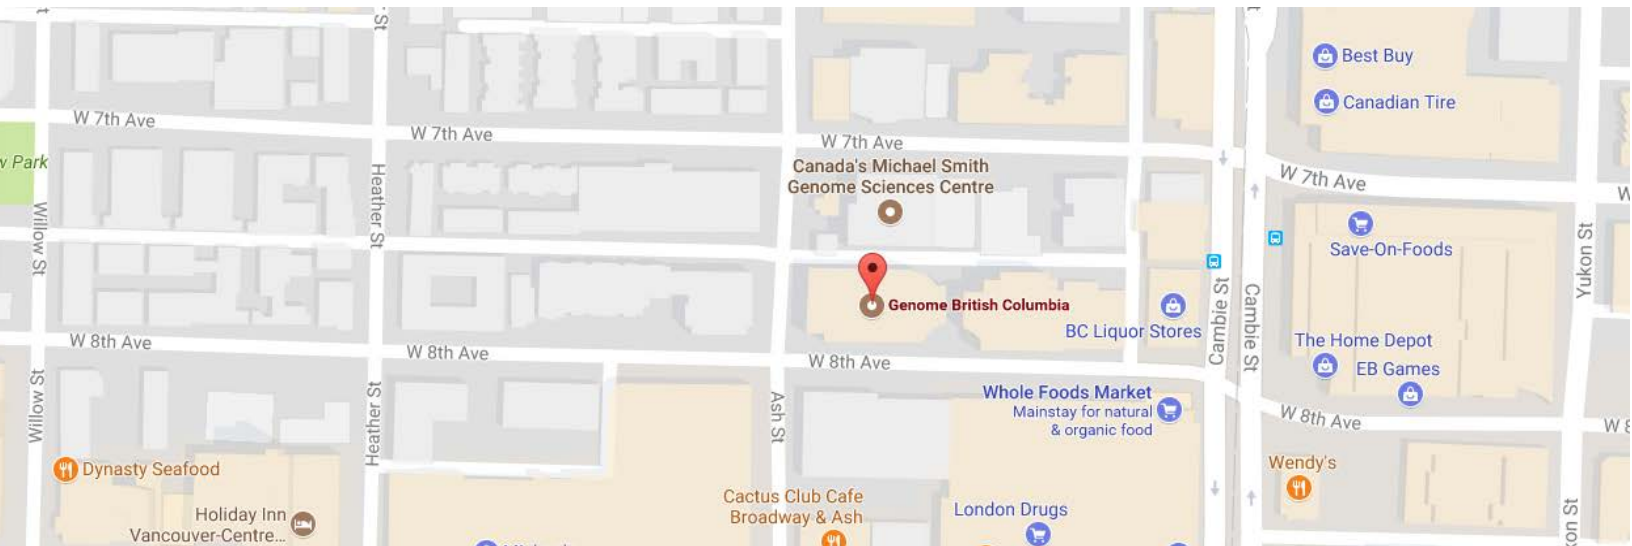 St
Best Buy
Canadian Tire
W 7th Ave
W 7th Ave
W 7th Ave
W 7th Ave
Park
Canada's Michael Smith
Genome Sciences Centre
Heather St
Willow St
Save-On-Foods
Yukon St
Genome British Columbia
BC Liquor Stores
Cambie St
Cambie St
The Home Depot
EB Games
W 8th Ave
W 8th Ave
W 8th Ave
W 8th Ave
Willow St
Heather St
Ash St
Whole Foods Market
Mainstay for natural
& organic food
Dynasty Seafood
Wendy's
Holiday Inn
Vancouver-Centre...
Cactus Club Cafe
Broadway & Ash
London Drugs
St